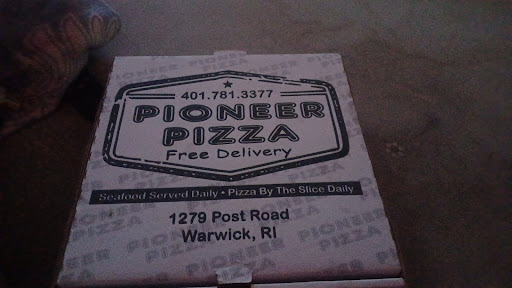 401.781.3377
PIONEER
PIZZA
Free Delivery
Seafood Served Daily • Pizza By The Slice Daily
1279 Post Road
Warwick, RI